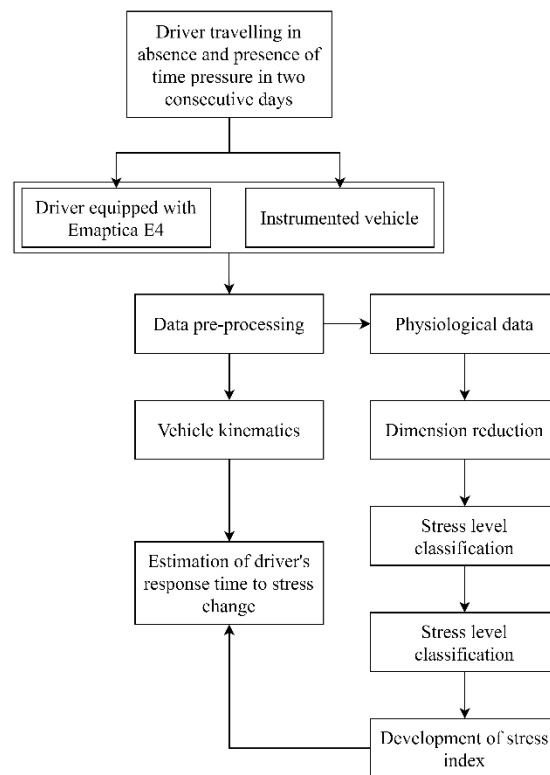 Driver travelling in
absence and presence of
time pressure in two
consecutive days
Driver equipped with
Emaptica E4
Instrumented vehicle
Data pre-processing
Physiological data
Vehicle kinematics
Dimension reduction
Stress level
classification
Estimation of driver's
response time to stress
change
Stress level
classification
Development of stress
index